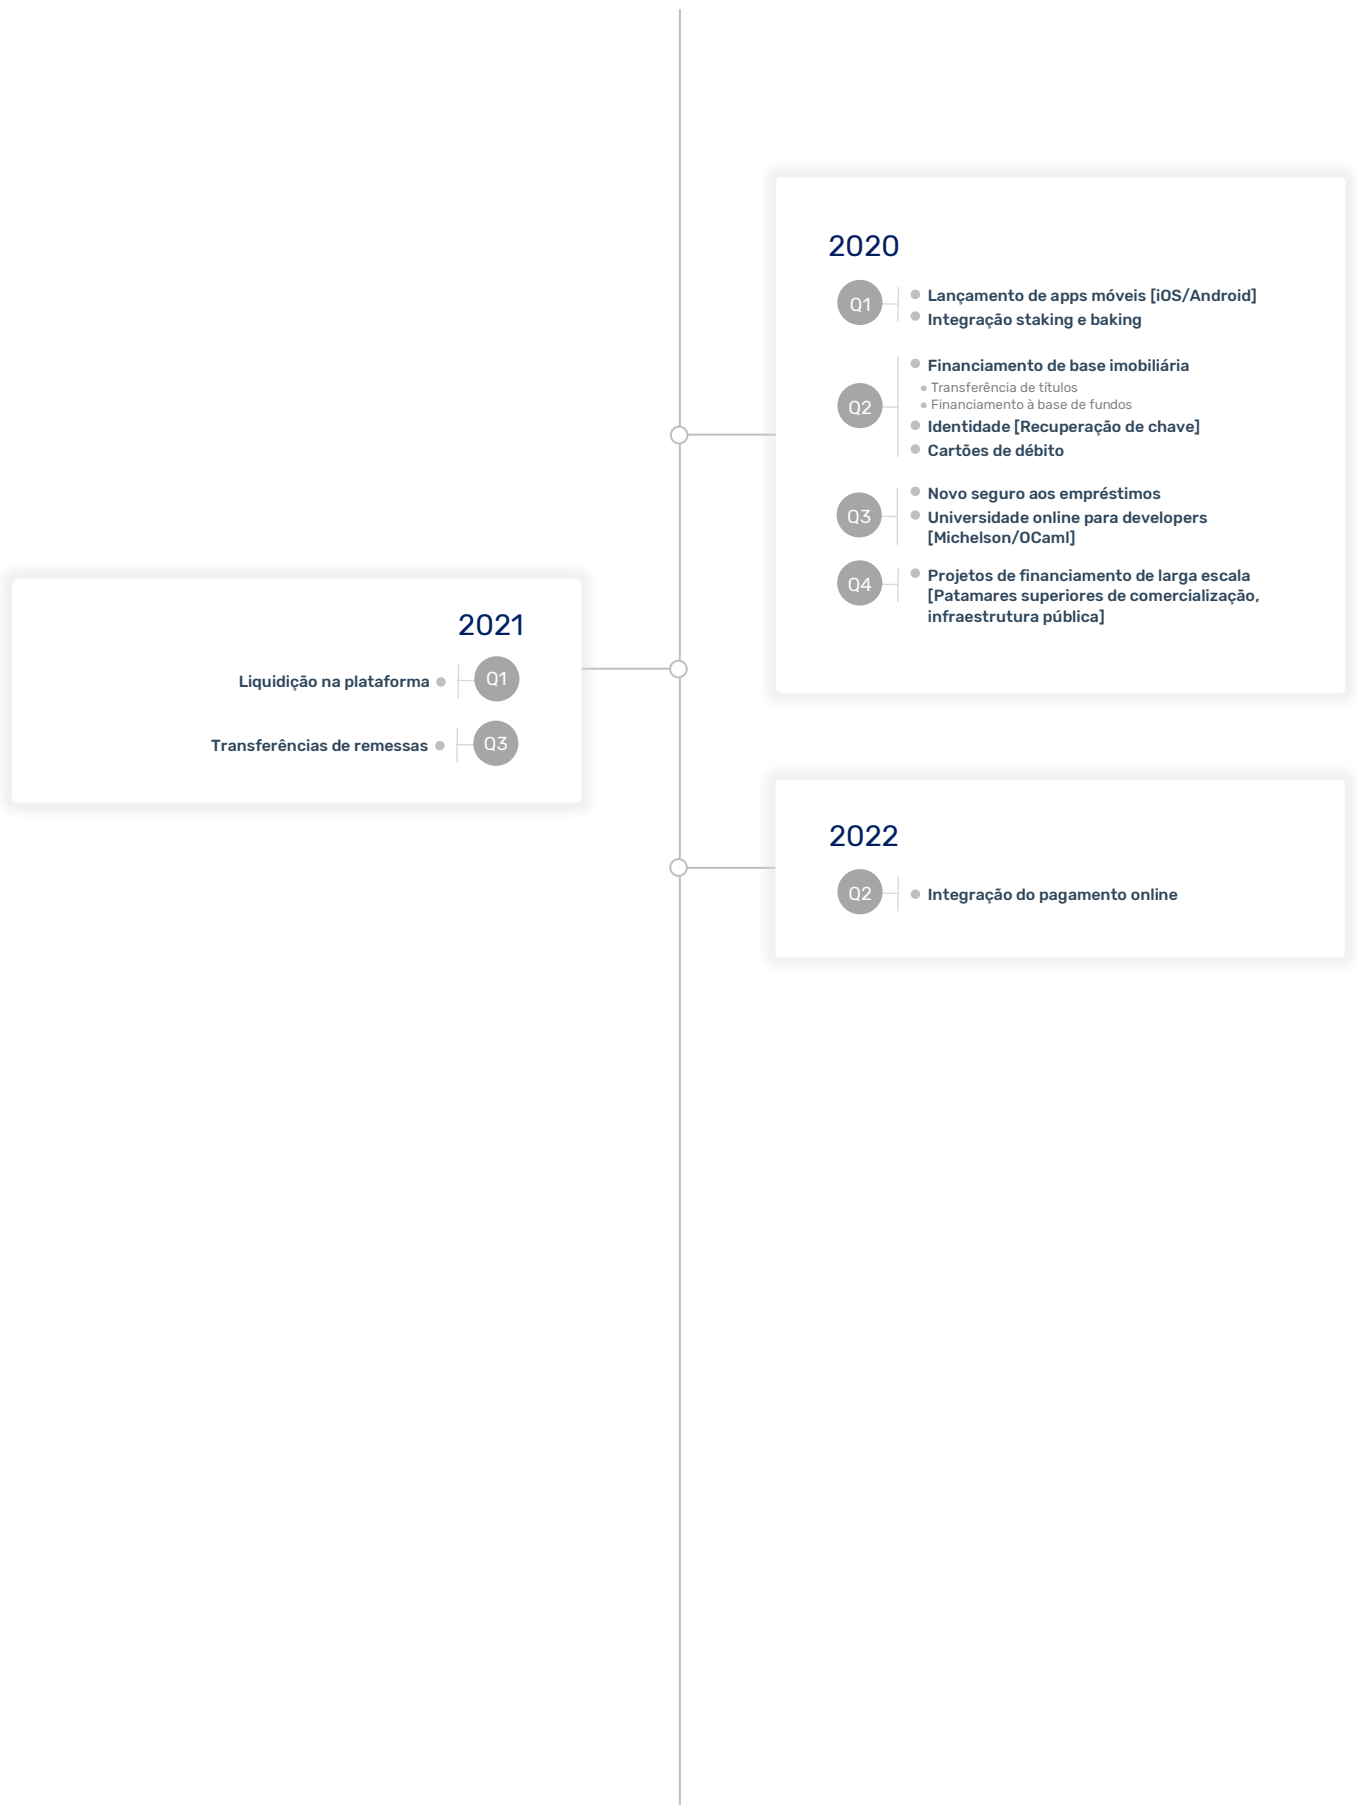 2020
Q1
Lançamento de apps móveis [iOS/Android]
Integração staking e baking
Q2
Financiamento de base imobiliária
Transferência de títulos
Financiamento à base de fundos
Identidade [Recuperação de chave]
Cartões de débito
Q3
Novo seguro aos empréstimos
Universidade online para developers
[Michelson/OCaml]
Q4
Projetos de financiamento de larga escala
[Patamares superiores de comercialização,
infraestrutura pública]
2021
Liquidição na plataforma
Q1
Transferências de remessas
Q3
2022
Q2
Integração do pagamento online